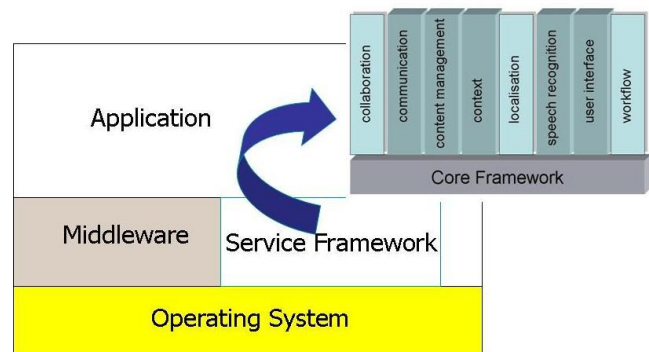 collaboration
communication
content management
context
localisation
speech recognition
user interface
workflow
Core Framework
Application
Middleware
Service Framework
Operating System